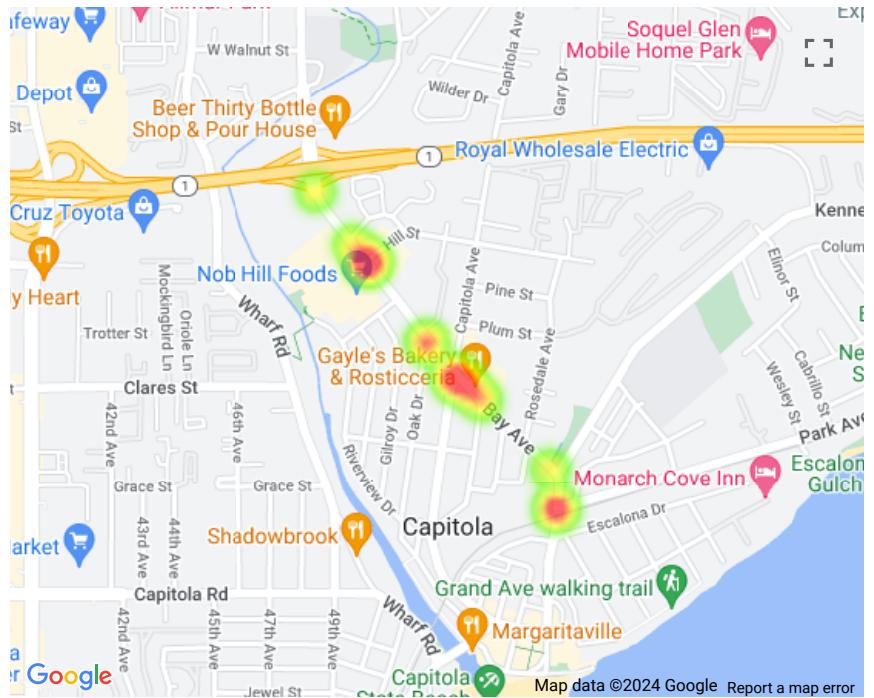 Safeway
W Walnut St
Soquel Glen
Mobile Home Park
Exp
Capitola Ave
Wilder Dr
Gary Dr
Depot
St
Beer Thirty Bottle
Shop & Pour House
1
Royal Wholesale Electric
1
Cruz Toyota
Kenne
Hill St
Colum
Nob Hill Foods
Elinor St
y Heart
Mockingbird Ln
Oriole Ln
Trotter St
Wharf Rd
Pine St
Capitola Ave
Plum St
Rosedale Ave
Gayle's Bakery
& Rosticceria
E
Ne
S
Cabrillo St
Wesley St
Clares St
42nd Ave
46th Ave
Gilroy Dr
Oak Dr
Bay Ave
Park Ave
Riverview Dr
Monarch Cove Inn
Escalon
Gulch
Grace St
Grace St
43rd Ave
44th Ave
Shadowbrook
Capitola
Escalona Dr
arket
Grand Ave walking trail
Capitola Rd
Wharf Rd
42nd Ave
45th Ave
47th Ave
49th Ave
Margaritaville
a
er
Google
Jewel St
Capitola
State Beach
Map data ©2024 Google
Report a map error